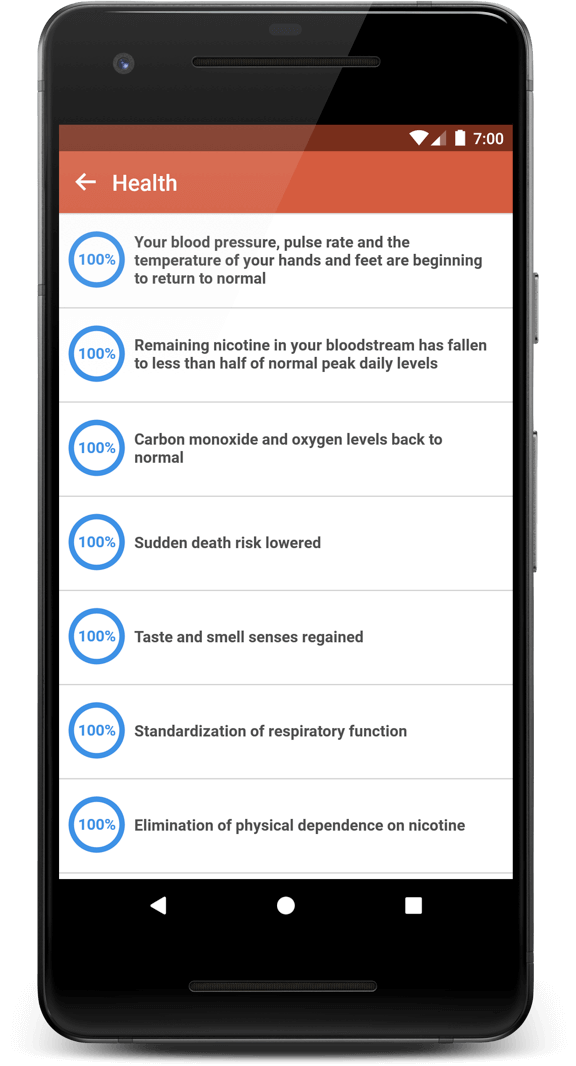 7:00
Health
100%
Your blood pressure, pulse rate and the
temperature of your hands and feet are beginning
to return to normal
100%
Remaining nicotine in your bloodstream has fallen
to less than half of normal peak daily levels
100%
Carbon monoxide and oxygen levels back to
normal
100%
Sudden death risk lowered
100%
Taste and smell senses regained
100%
Standardization of respiratory function
100%
Elimination of physical dependence on nicotine